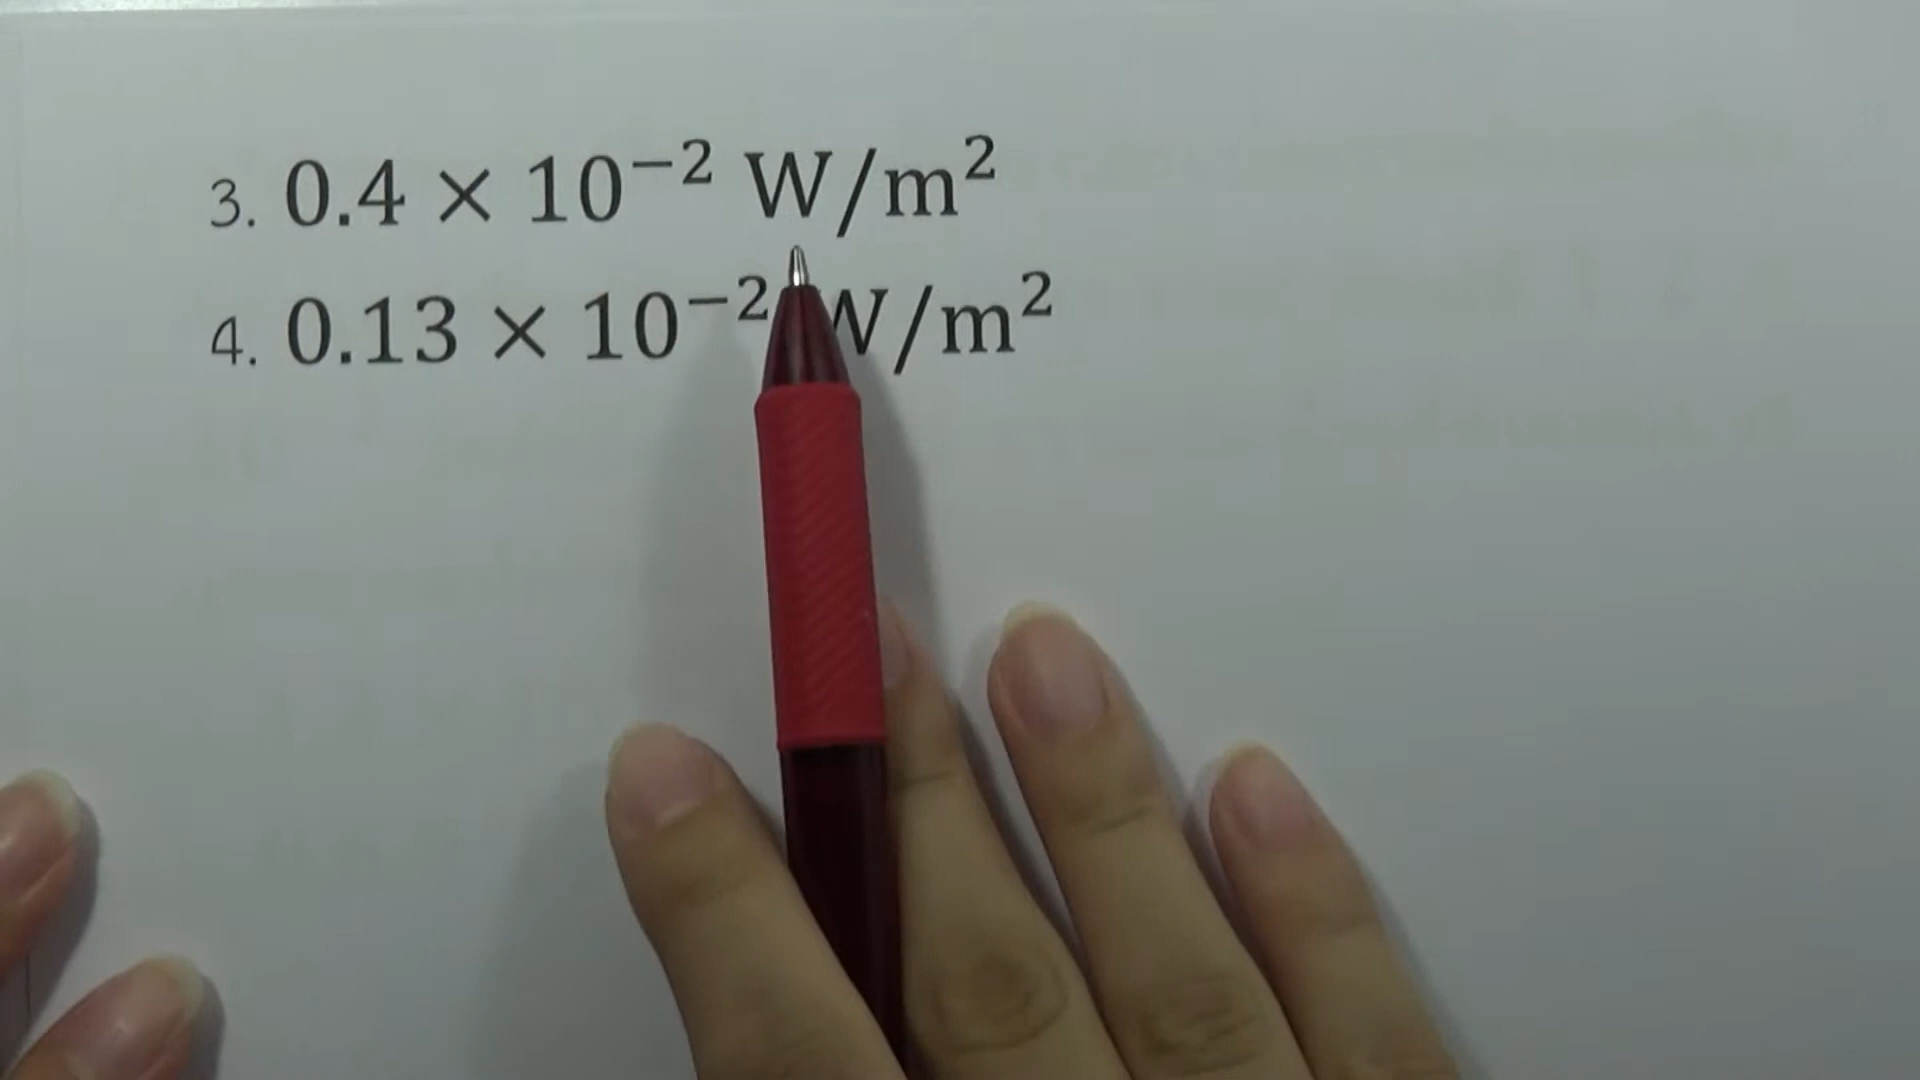 3. 0.4 × 10⁻² W/m²
4. 0.13 × 10⁻² W/m²